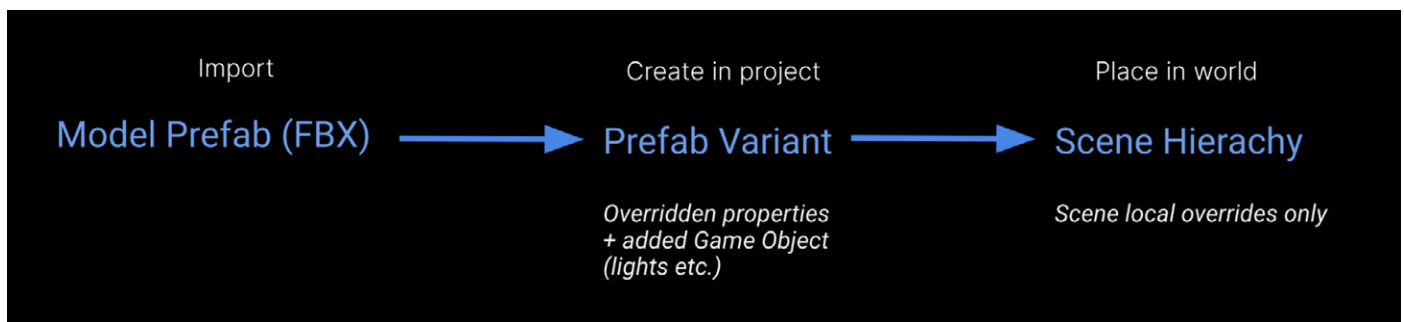 Import
Model Prefab (FBX)
Create in project
Prefab Variant
Overridden properties
+ added Game Object
(lights etc.)
Place in world
Scene Hierachy
Scene local overrides only